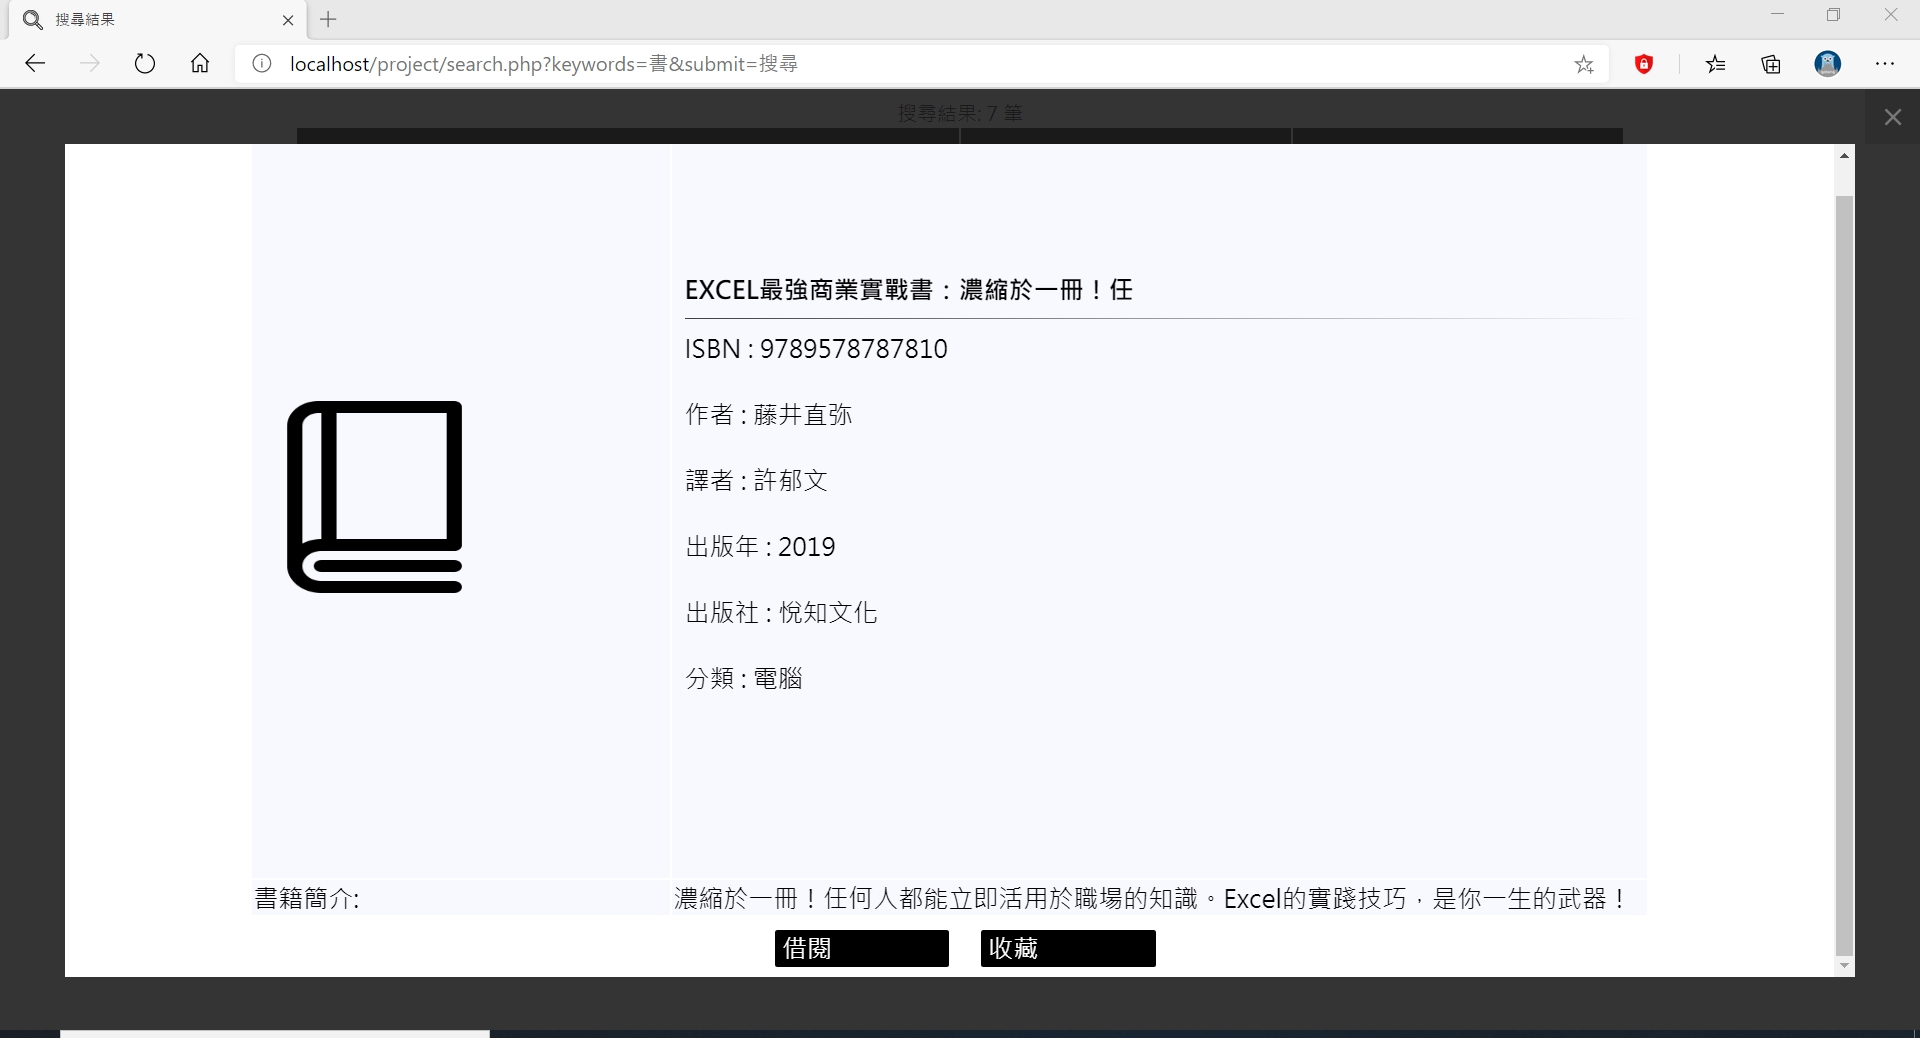 搜尋結果
localhost/project/search.php?keywords=書&submit=搜尋
搜尋結果: 7 筆
EXCEL最強商業實戰書：濃縮於一冊！任
ISBN : 9789578787810
作者 : 藤井直弥
譯者 : 許郁文
出版年 : 2019
出版社 : 悅知文化
分類 : 電腦
書籍簡介:
濃縮於一冊！任何人都能立即活用於職場的知識。Excel的實踐技巧，是你一生的武器！
借閱
收藏